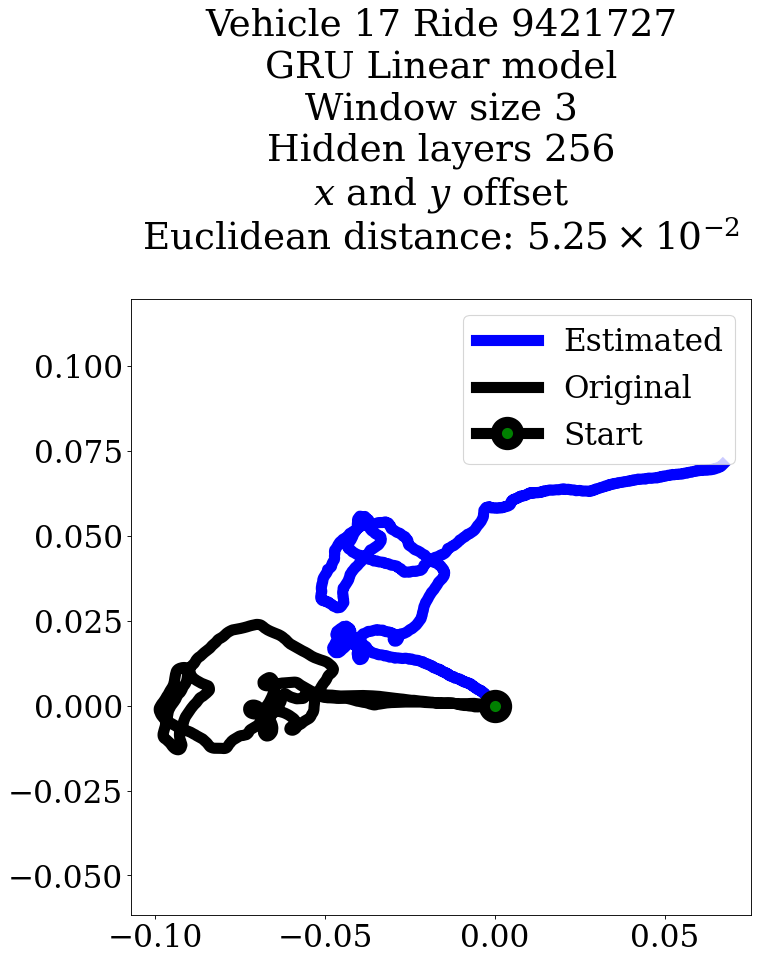 Vehicle 17 Ride 9421727
GRU Linear model
Window size 3
Hidden layers 256
x and y offset
Euclidean distance: 5.25 × 10⁻²
Estimated
Original
Start
0.100
0.075
0.050
0.025
0.000
−0.025
−0.050
−0.10 −0.05 0.00 0.05